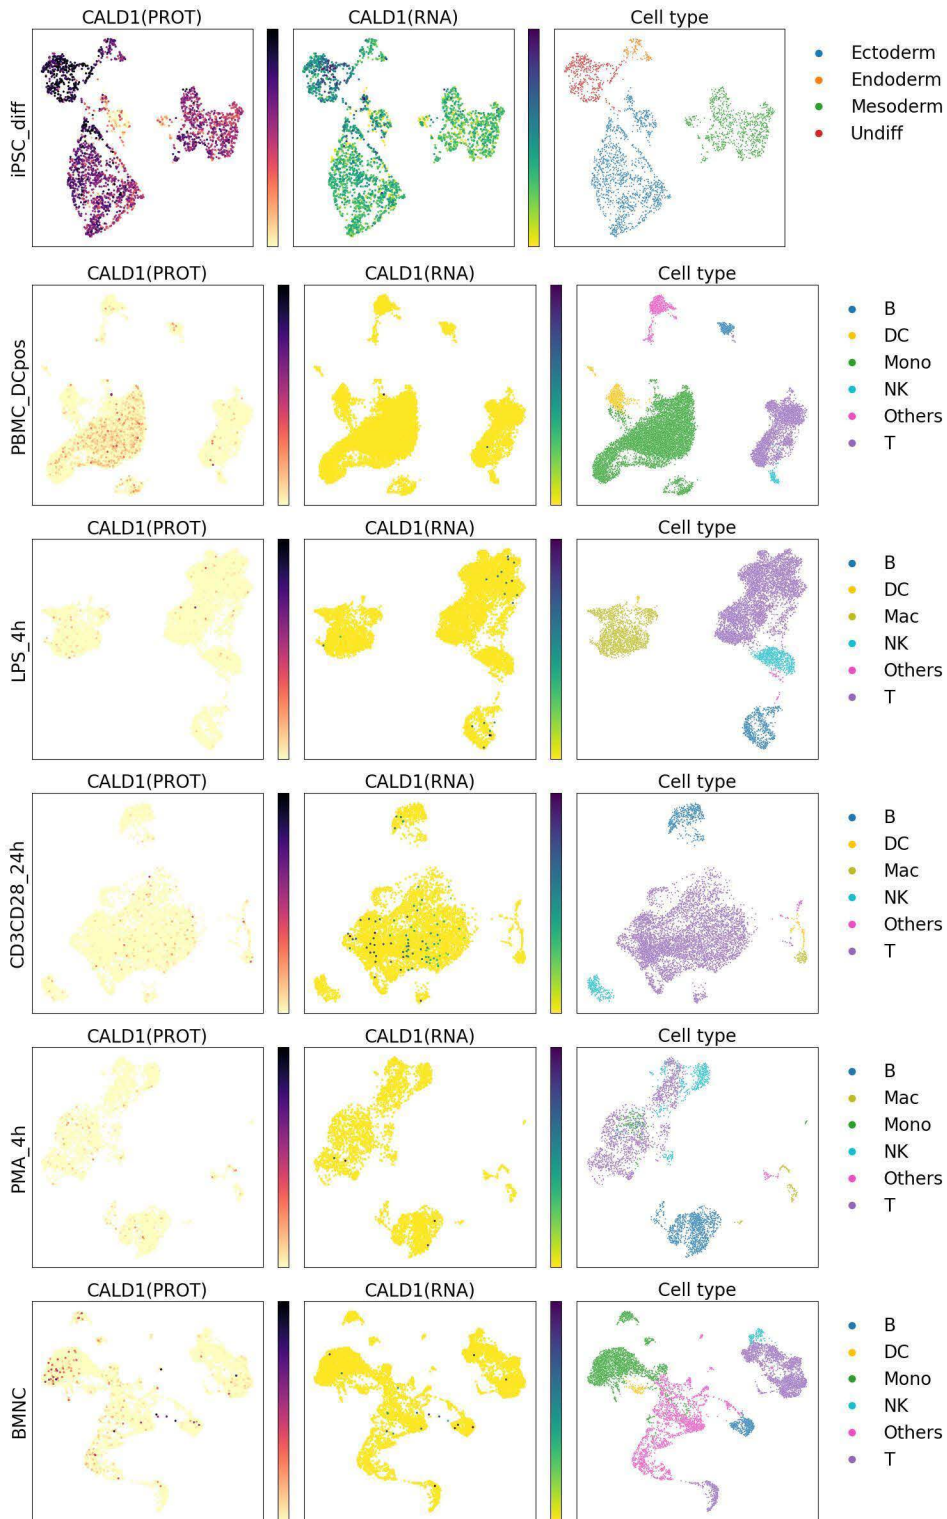 CALD1(PROT) CALD1(RNA) Cell type
iPSC_diff
Ectoderm
Endoderm
Mesoderm
Undiff
CALD1(PROT) CALD1(RNA) Cell type
PBMC_DCpos
B
DC
Mono
NK
Others
T
CALD1(PROT) CALD1(RNA) Cell type
LPS_4h
B
DC
Mac
NK
Others
T
CALD1(PROT) CALD1(RNA) Cell type
CD3CD28_24h
B
DC
Mac
NK
Others
T
CALD1(PROT) CALD1(RNA) Cell type
PMA_4h
B
Mac
Mono
NK
Others
T
CALD1(PROT) CALD1(RNA) Cell type
BMNC
B
DC
Mono
NK
Others
T